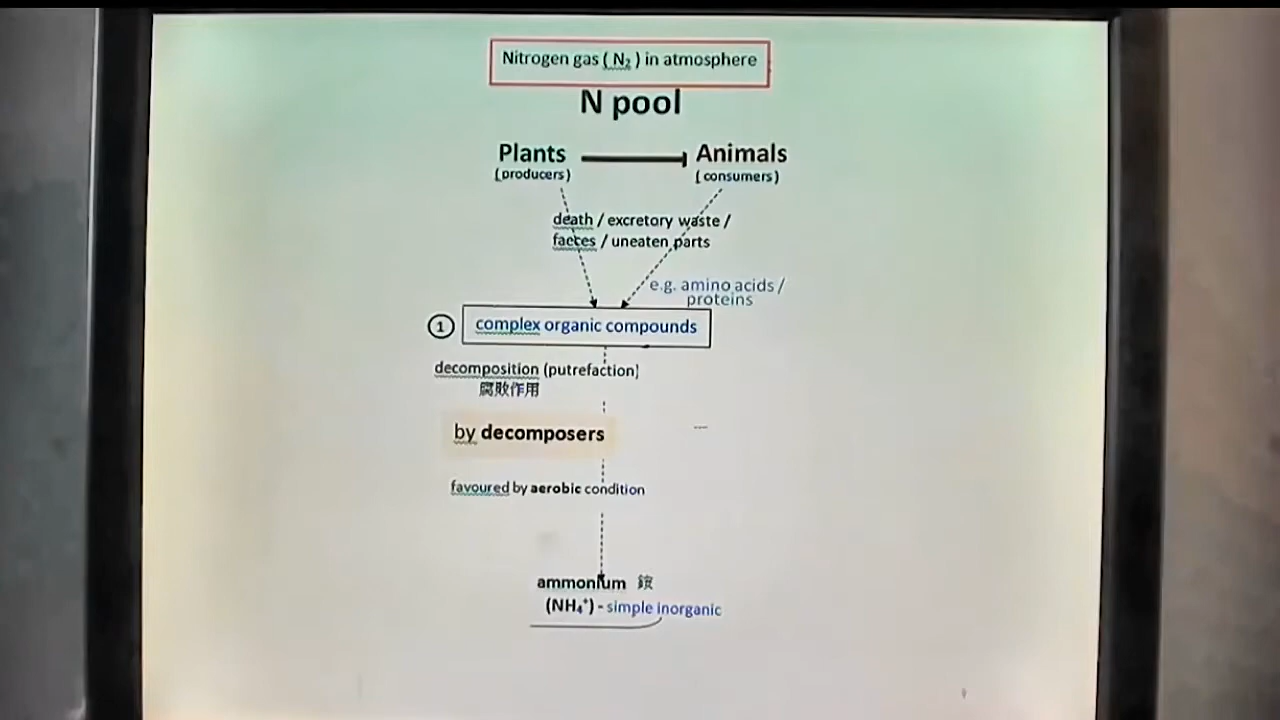 Nitrogen gas ( N₂ ) in atmosphere
N pool
Plants Animals
(producers) (consumers)
death / excretory waste /
faeces / uneaten parts
e.g. amino acids /
proteins
1 complex organic compounds
decomposition (putrefaction)
腐敗作用
by decomposers
favoured by aerobic condition
ammonium 銨
(NH₄⁺) - simple inorganic